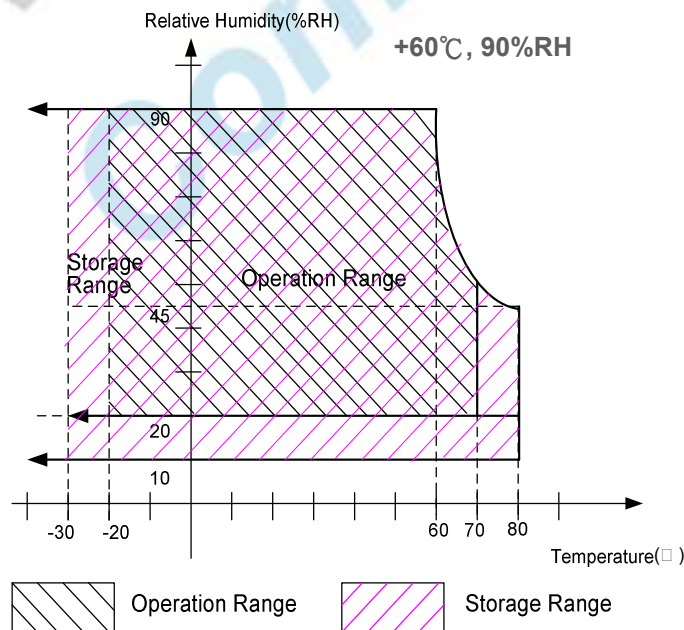 Relative Humidity(%RH)
+60℃, 90%RH
90
Storage
Range
Operation Range
45
20
10
-30 -20 60 70 80
Temperature(□ )
Operation Range Storage Range